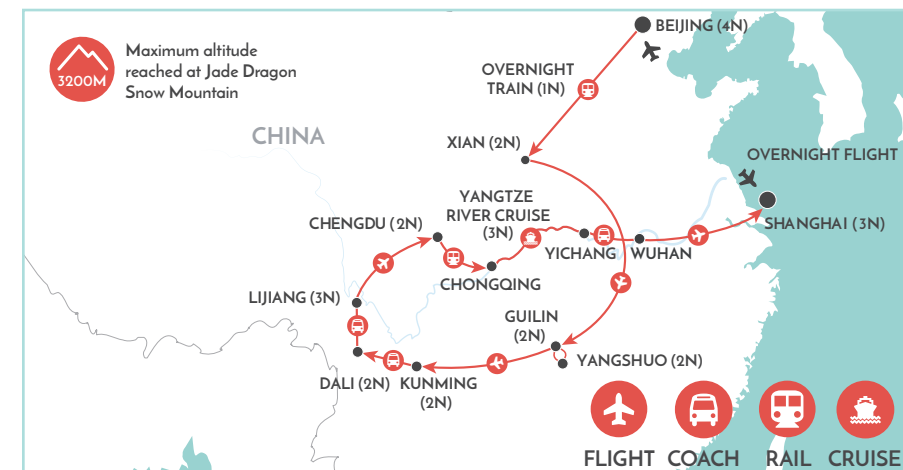 3200M
Maximum altitude
reached at Jade Dragon
Snow Mountain
CHINA
BEIJING (4N)
OVERNIGHT
TRAIN (1N)
XIAN (2N)
OVERNIGHT FLIGHT
SHANGHAI (3N)
YANGTZE
RIVER CRUISE
(3N)
CHENGDU (2N)
YICHANG
WUHAN
CHONGQING
LIJIANG (3N)
GUILIN
(2N)
YANGSHUO (2N)
DALI (2N)
KUNMING
(2N)
FLIGHT
COACH
RAIL
CRUISE